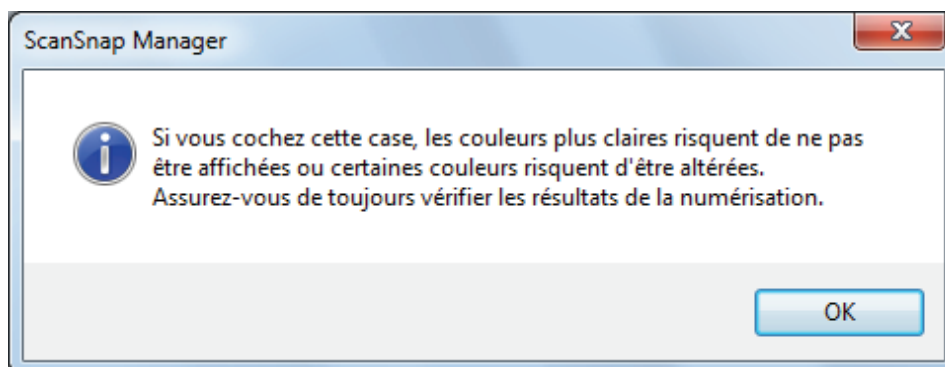 ScanSnap Manager
Si vous cochez cette case, les couleurs plus claires risquent de ne pas
être affichées ou certaines couleurs risquent d'être altérées.
Assurez-vous de toujours vérifier les résultats de la numérisation.
OK